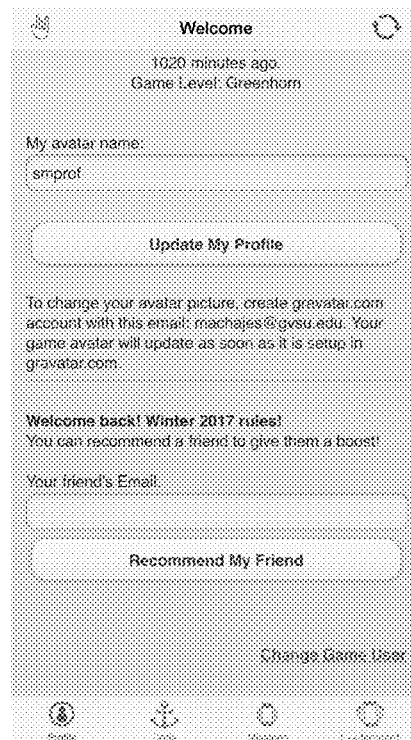 Welcome
1020 minutes ago.
Game Level: Greenhorn
My avatar name:
smprof
Update My Profile
To change your avatar picture, create gravatar.com
account with this email: machajes@gvsu.edu. Your
game avatar will update as soon as it is setup in
gravatar.com.
Welcome back! Winter 2017 rules!
You can recommend a friend to give them a boost!
Your friend's Email:
Recommend My Friend
Change Game User
Profile